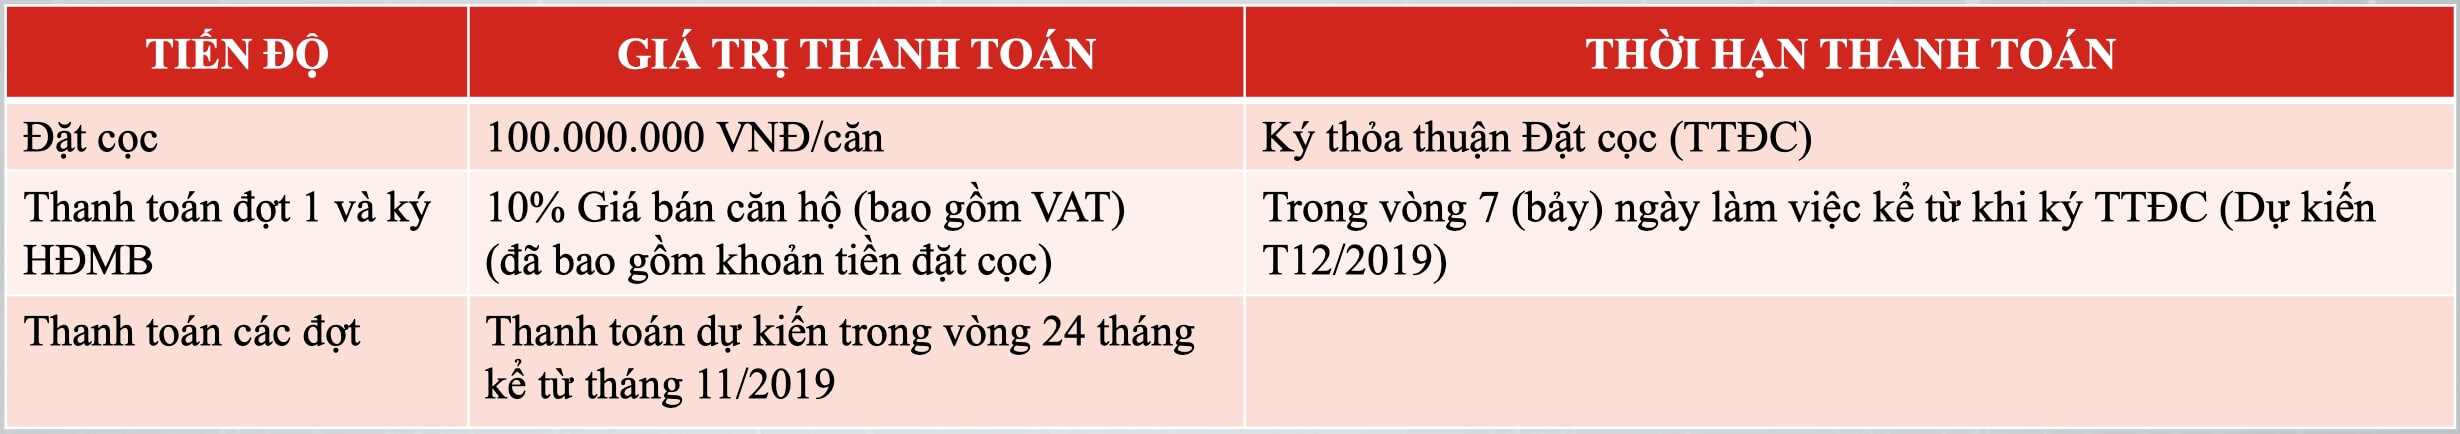 TIẾN ĐỘ
GIÁ TRỊ THANH TOÁN
THỜI HẠN THANH TOÁN
Đặt cọc
100.000.000 VNĐ/căn
Ký thỏa thuận Đặt cọc (TTĐC)
Thanh toán đợt 1 và ký
HĐMB
10% Giá bán căn hộ (bao gồm VAT)
(đã bao gồm khoản tiền đặt cọc)
Trong vòng 7 (bảy) ngày làm việc kể từ khi ký TTĐC (Dự kiến
T12/2019)
Thanh toán các đợt
Thanh toán dự kiến trong vòng 24 tháng
kể từ tháng 11/2019